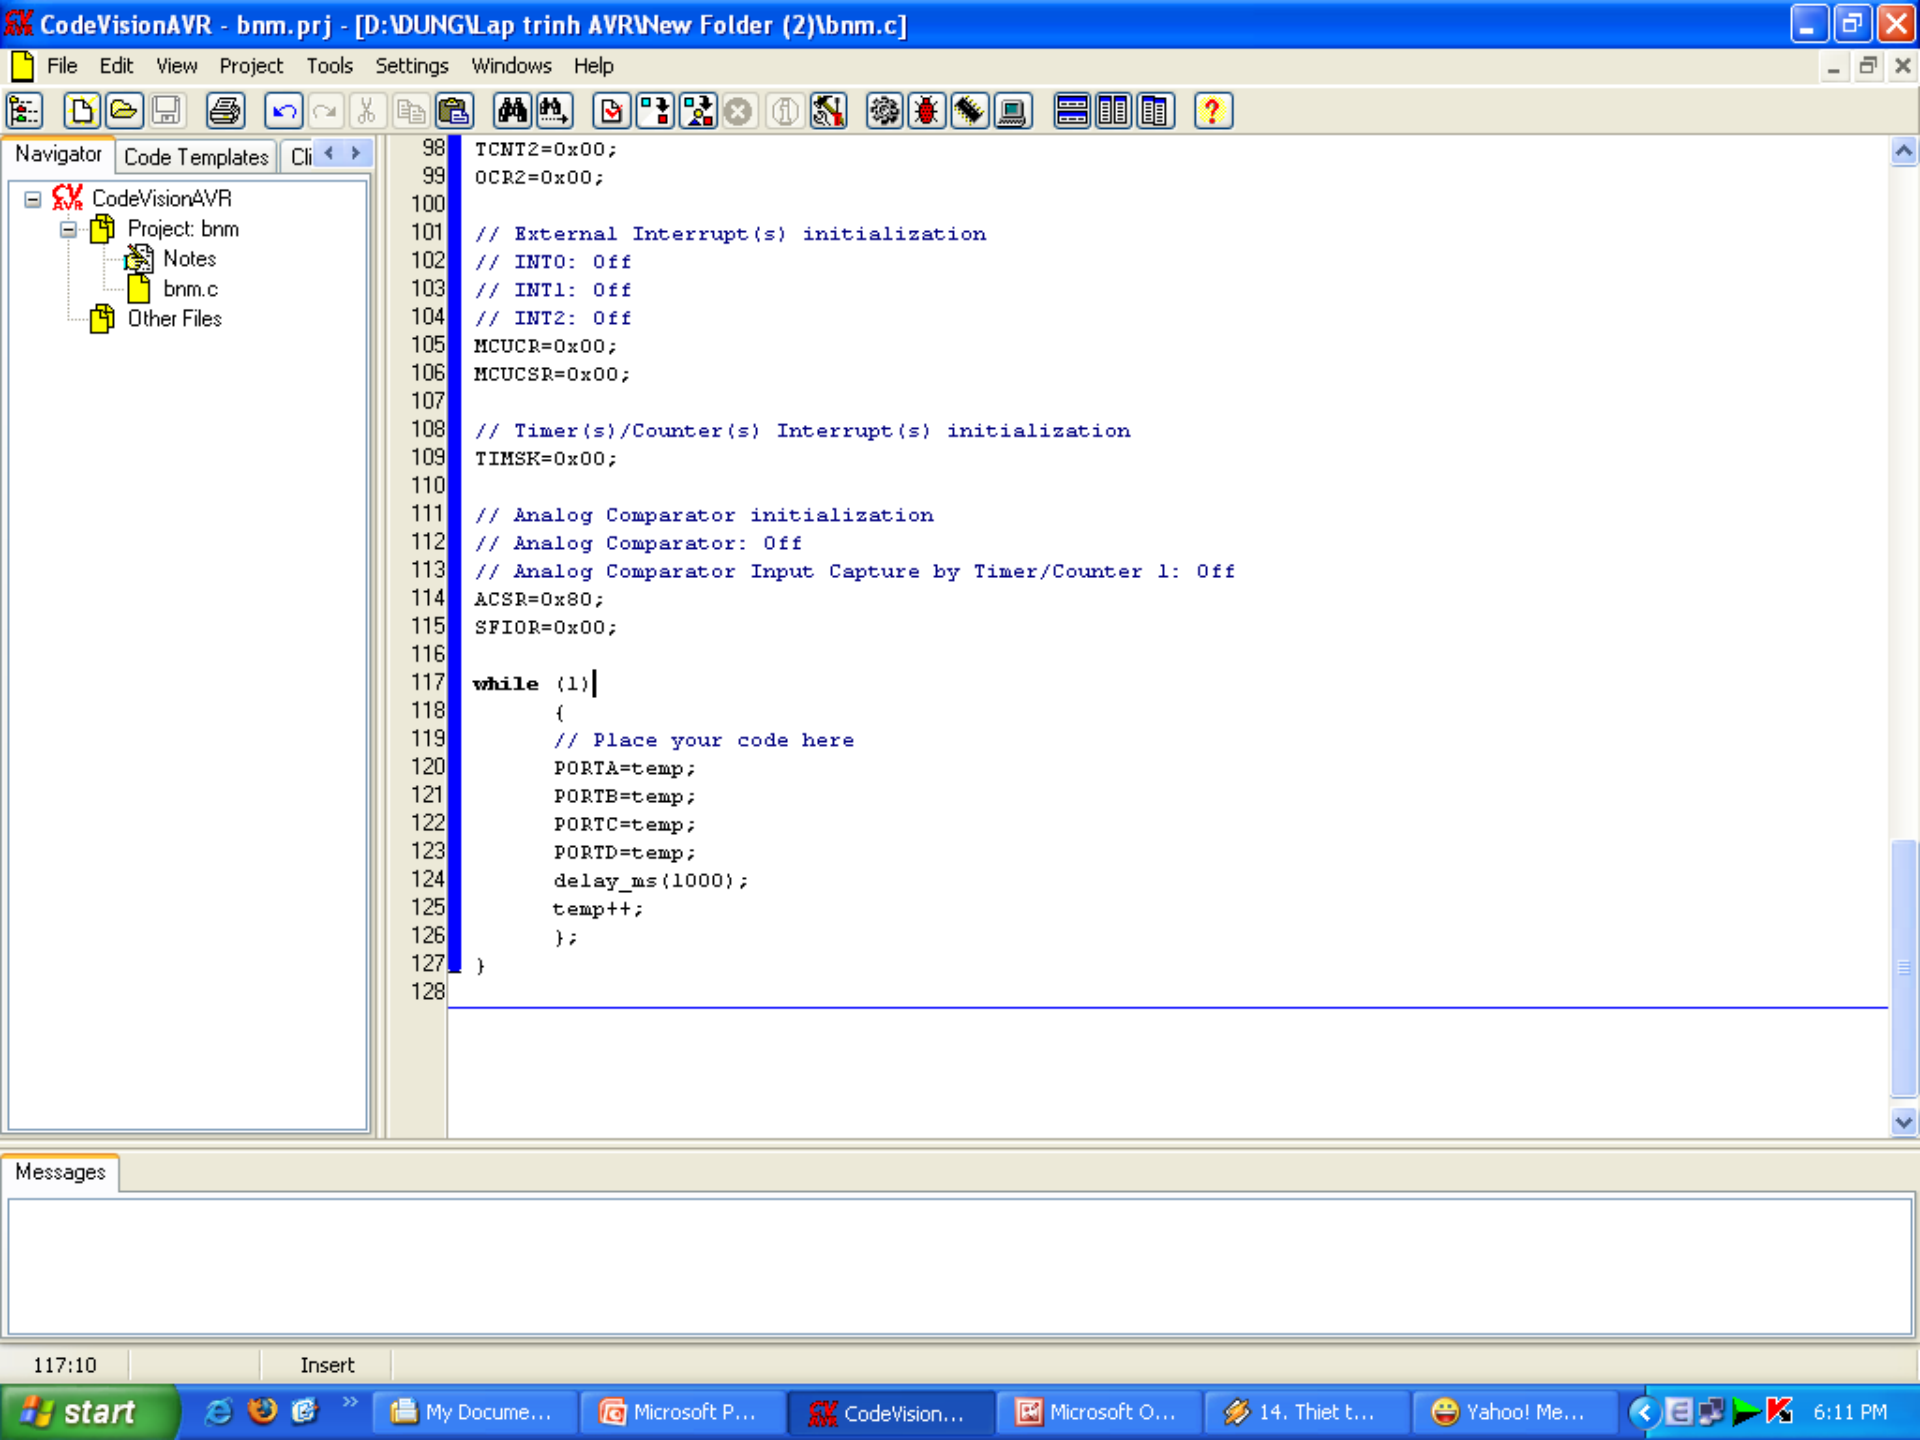 CodeVisionAVR - bnm.prj - [D:\DUNG\Lap trinh AVR\New Folder (2)\bnm.c]
File Edit View Project Tools Settings Windows Help
Navigator Code Templates Cli
CodeVisionAVR
Project: bnm
Notes
bnm.c
Other Files
98 TCNT2=0x00;
99 OCR2=0x00;
100
101 // External Interrupt(s) initialization
102 // INT0: Off
103 // INT1: Off
104 // INT2: Off
105 MCUCR=0x00;
106 MCUCSR=0x00;
107
108 // Timer(s)/Counter(s) Interrupt(s) initialization
109 TIMSK=0x00;
110
111 // Analog Comparator initialization
112 // Analog Comparator: Off
113 // Analog Comparator Input Capture by Timer/Counter 1: Off
114 ACSR=0x80;
115 SFIOR=0x00;
116
117 while (1)
118 {
119 // Place your code here
120 PORTA=temp;
121 PORTB=temp;
122 PORTC=temp;
123 PORTD=temp;
124 delay_ms(1000);
125 temp++;
126 };
127 }
128
Messages
117:10 Insert
start My Docume... Microsoft P... CodeVision... Microsoft O... 14. Thiet t... Yahoo! Me... 6:11 PM